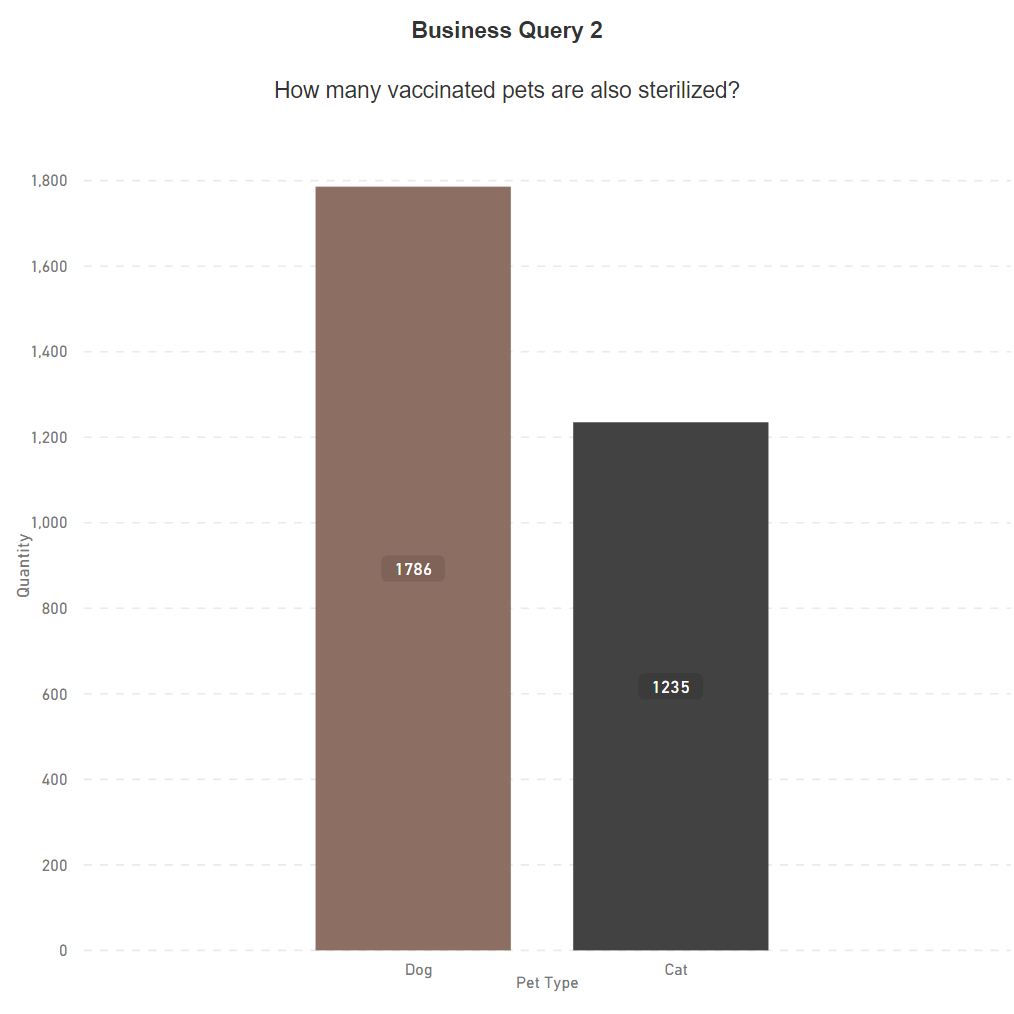 Business Query 2
How many vaccinated pets are also sterilized?
1,800
1,600
1,400
1,200
1,000
800
600
400
200
0
Quantity
1786
1235
Dog
Cat
Pet Type